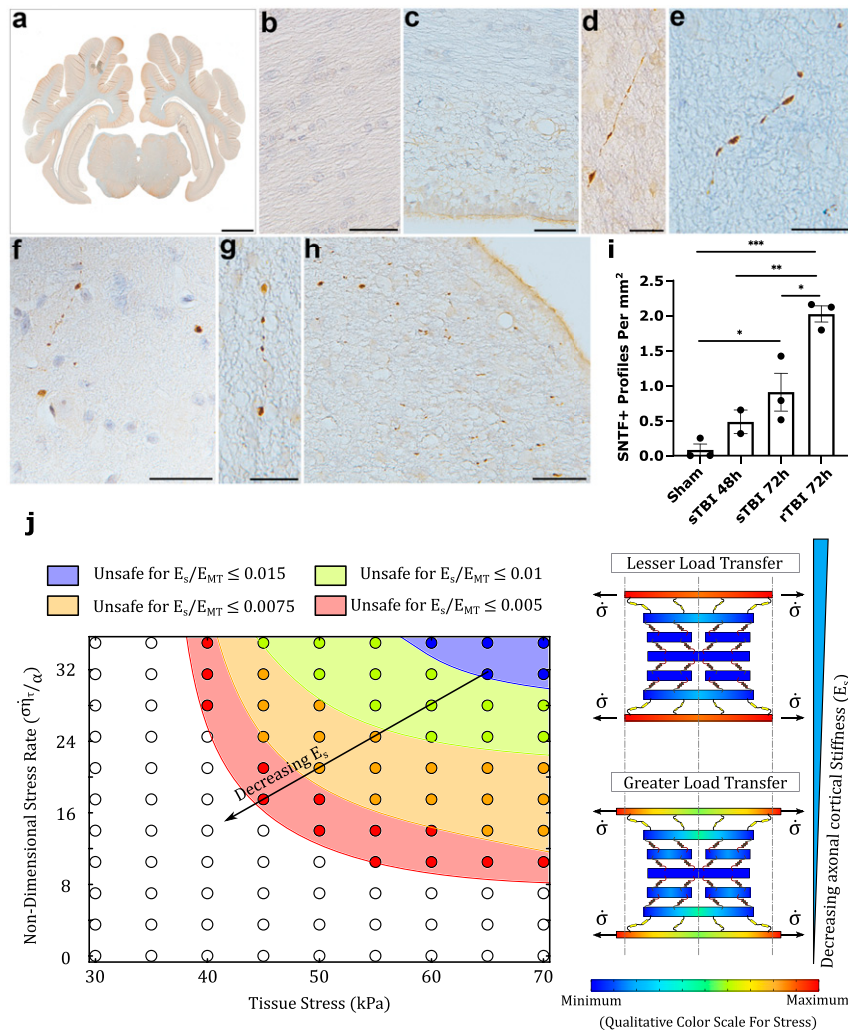 a
b
c
d
e
f
g
h
i
***
**
*
*
SNTF+ Profiles Per mm²
2.5
2.0
1.5
1.0
0.5
0.0
Sham
sTBI 48h
sTBI 72h
rTBI 72h
j
Unsafe for E_s/E_MT ≤ 0.015
Unsafe for E_s/E_MT ≤ 0.01
Unsafe for E_s/E_MT ≤ 0.0075
Unsafe for E_s/E_MT ≤ 0.005
Non-Dimensional Stress Rate (σ̇η_τ/α)
32
24
16
8
0
30
40
50
60
70
Tissue Stress (kPa)
Decreasing E_s
Lesser Load Transfer
σ̇
σ̇
σ̇
σ̇
Greater Load Transfer
σ̇
σ̇
σ̇
σ̇
Decreasing axonal cortical Stiffness (E_s)
Minimum
Maximum
(Qualitative Color Scale For Stress)